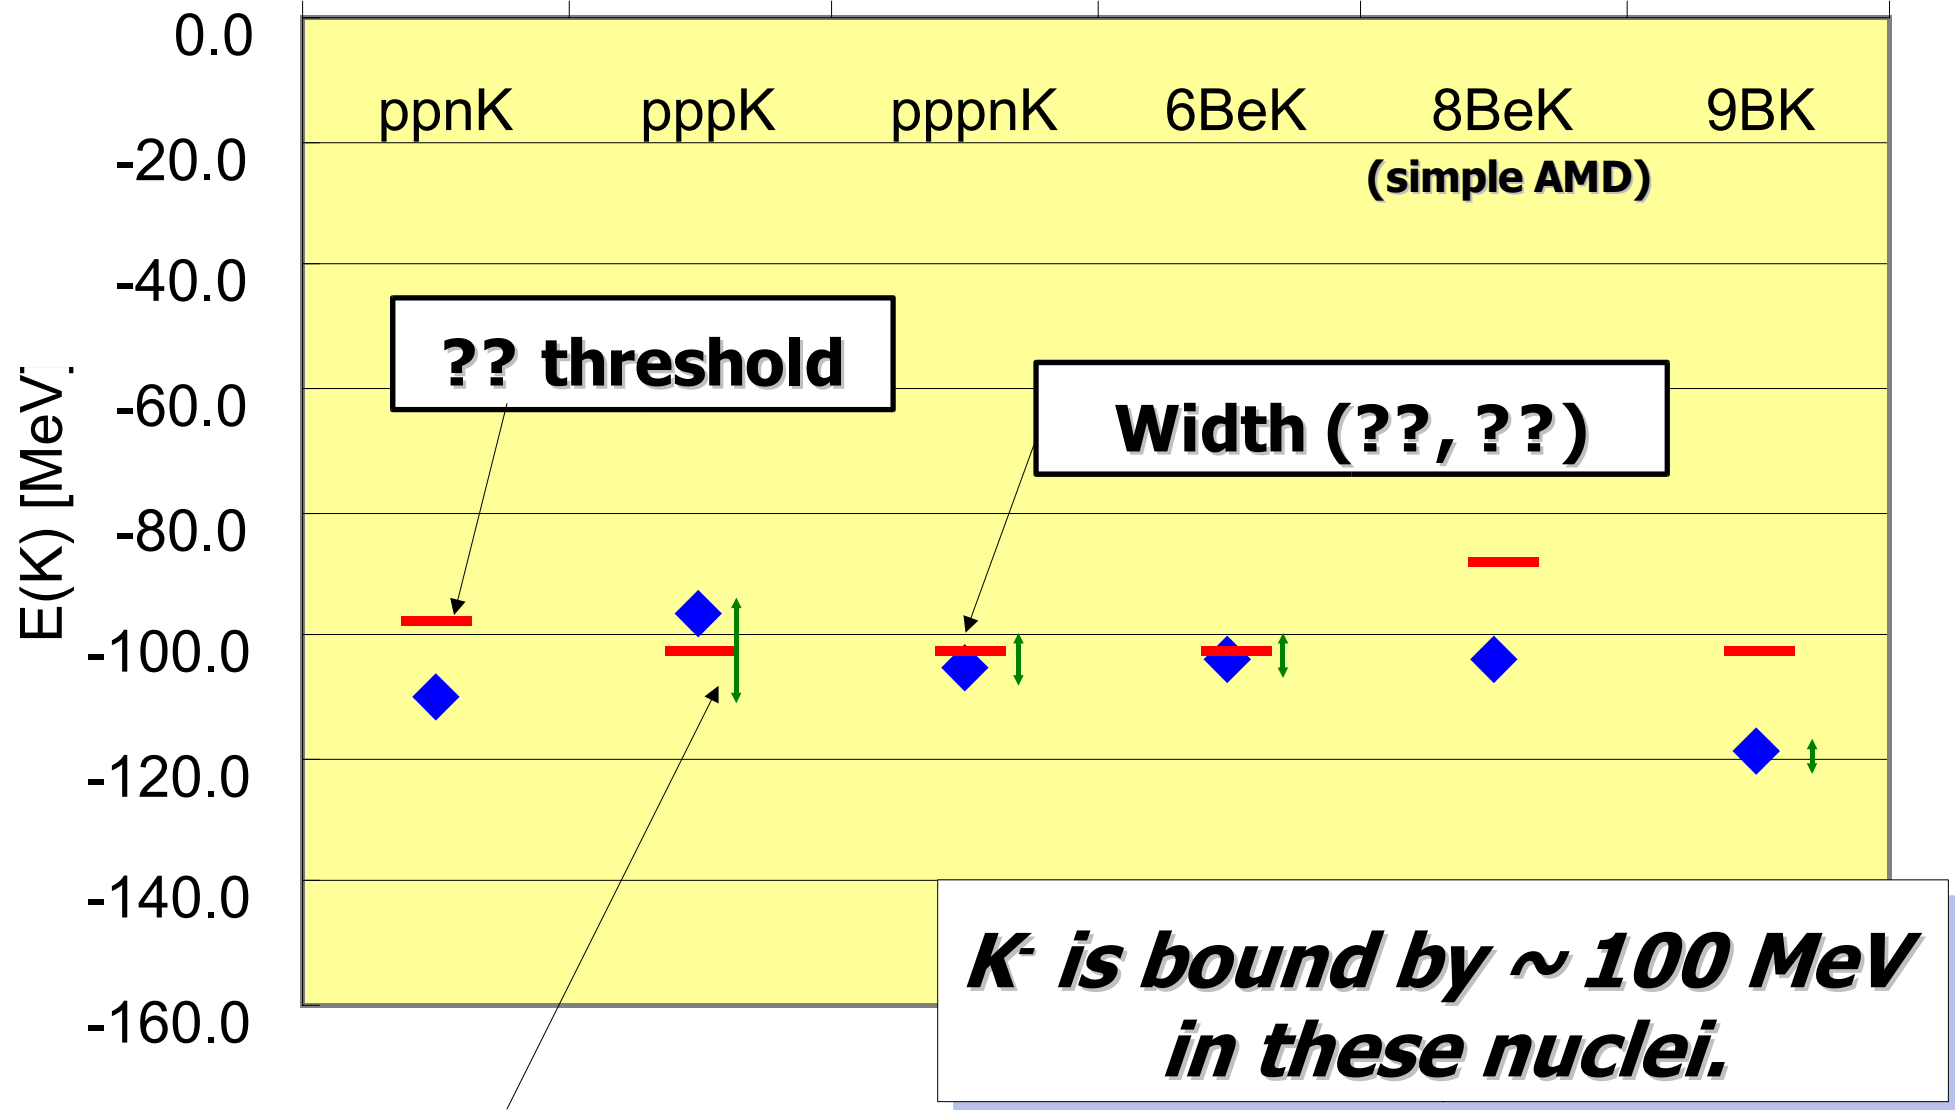 0.0
ppnK pppK pppnK 6BeK 8BeK 9BK
-20.0
(simple AMD)
-40.0
?? threshold
-60.0
Width (??, ??)
-80.0
E(K) [MeV]
-100.0
-120.0
-140.0
K- is bound by ~ 100 MeV
in these nuclei.
-160.0